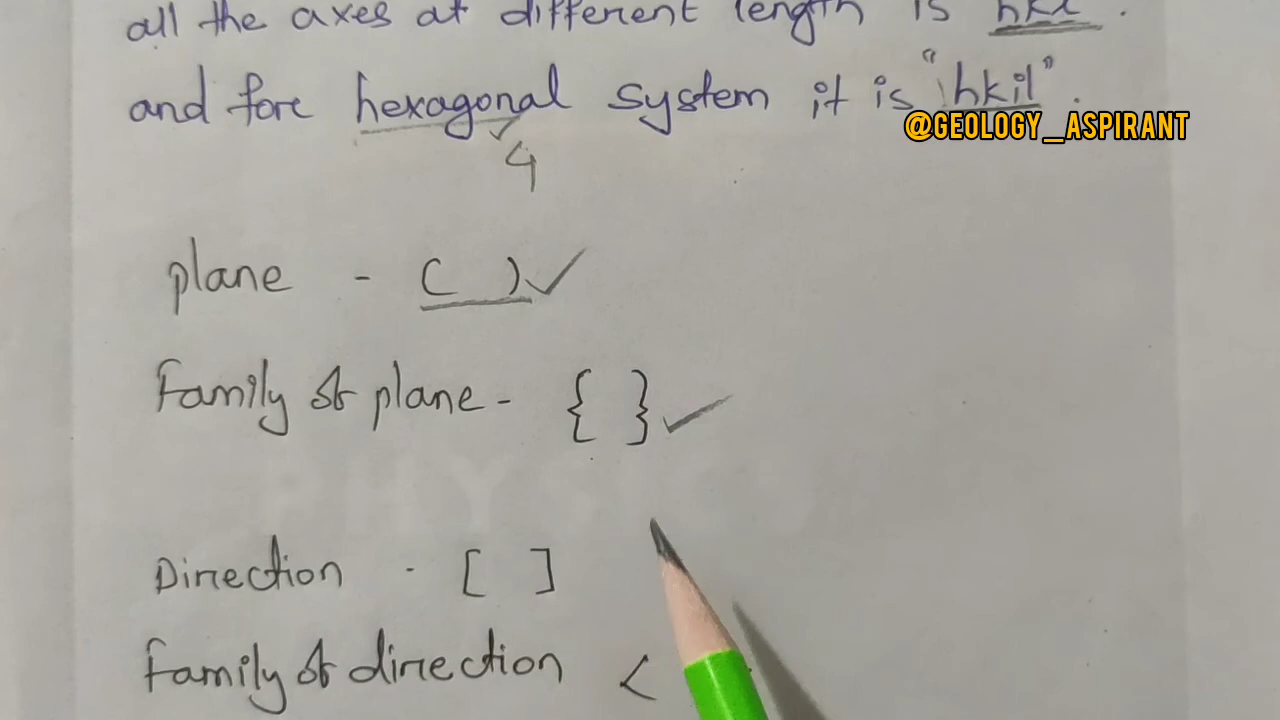 all the axes at different length is hkl .
and fore hexagonal system it is "hkil" .
@GEOLOGY_ASPIRANT
4
plane - ( )
Family of plane - { }
Direction - [ ]
Family of direction <